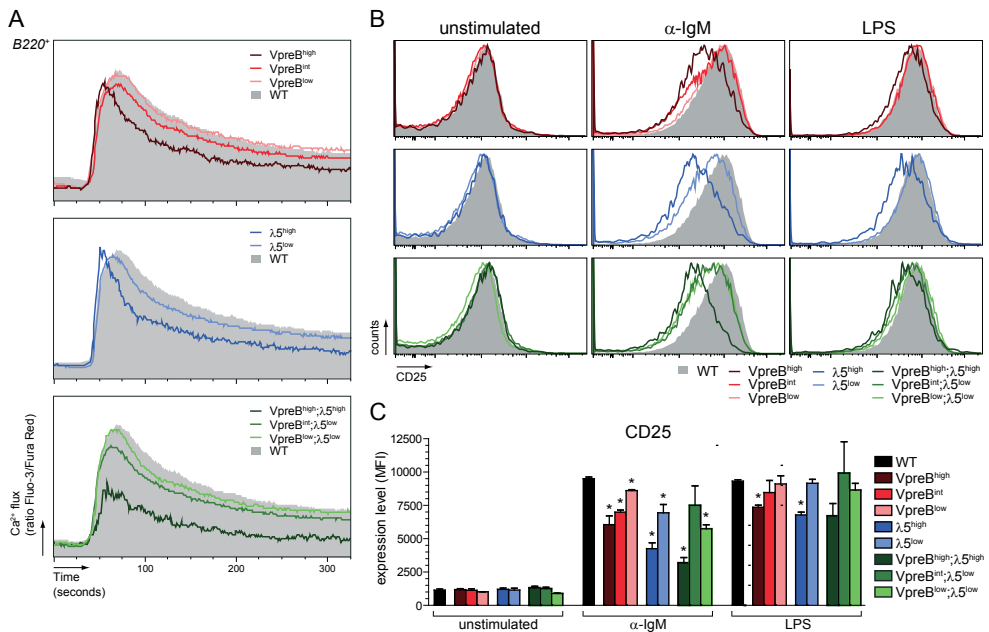 A
B220⁺
VpreBʰⁱᵍʰ
VpreBⁱⁿᵗ
VpreBˡᵒʷ
WT
λ5ʰⁱᵍʰ
λ5ˡᵒʷ
WT
VpreBʰⁱᵍʰ;λ5ʰⁱᵍʰ
VpreBⁱⁿᵗ;λ5ˡᵒʷ
VpreBˡᵒʷ;λ5ˡᵒʷ
WT
Ca²⁺ flux
(ratio Fluo-3/Fura Red)
Time
(seconds)
100 200 300
B
unstimulated α-IgM LPS
counts
CD25
WT VpreBʰⁱᵍʰ λ5ʰⁱᵍʰ VpreBʰⁱᵍʰ;λ5ʰⁱᵍʰ
VpreBⁱⁿᵗ λ5ˡᵒʷ VpreBⁱⁿᵗ;λ5ˡᵒʷ
VpreBˡᵒʷ VpreBˡᵒʷ;λ5ˡᵒʷ
C
CD25
expression level (MFI)
12500
10000
7500
5000
2500
0
* * * * * * * * *
unstimulated α-IgM LPS
WT
VpreBʰⁱᵍʰ
VpreBⁱⁿᵗ
VpreBˡᵒʷ
λ5ʰⁱᵍʰ
λ5ˡᵒʷ
VpreBʰⁱᵍʰ;λ5ʰⁱᵍʰ
VpreBⁱⁿᵗ;λ5ˡᵒʷ
VpreBˡᵒʷ;λ5ˡᵒʷ